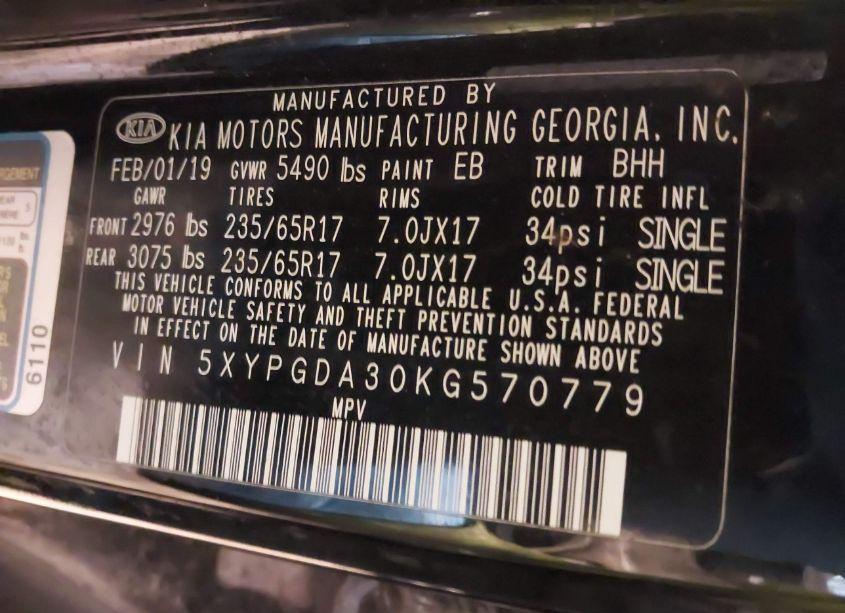 MANUFACTURED BY
KIA KIA MOTORS MANUFACTURING GEORGIA, INC.
FEB/01/19 GVWR 5490 lbs PAINT EB TRIM BHH
GAWR TIRES RIMS COLD TIRE INFL
FRONT 2976 lbs 235/65R17 7.0JX17 34psi SINGLE
REAR 3075 lbs 235/65R17 7.0JX17 34psi SINGLE
THIS VEHICLE CONFORMS TO ALL APPLICABLE U.S.A. FEDERAL
MOTOR VEHICLE SAFETY AND THEFT PREVENTION STANDARDS
IN EFFECT ON THE DATE OF MANUFACTURE SHOWN ABOVE
VIN 5XYPGDA30KG570779
MPV
6110